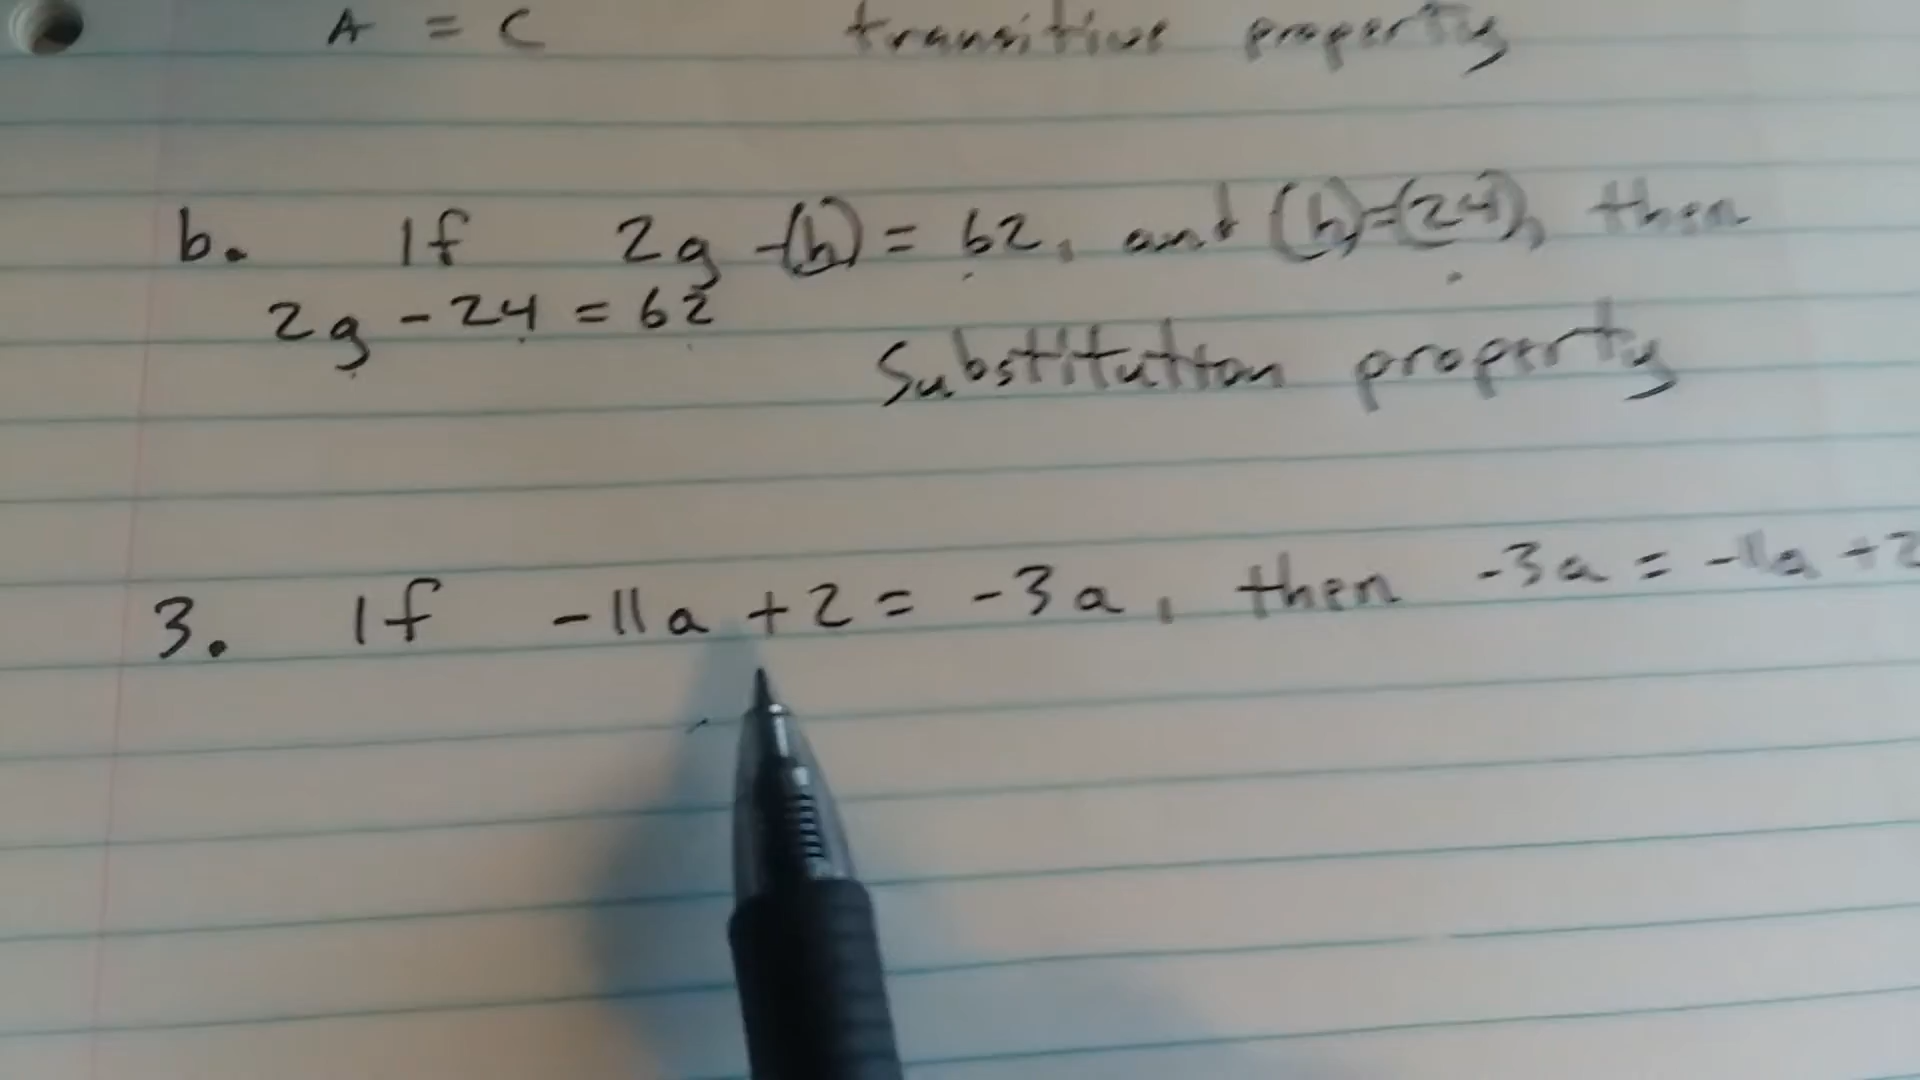 A = C transitive property
b. If 2g -(h) = 62, and (h)=(24), then
2g - 24 = 62
Substitution property
3. If -11a + 2 = -3a, then -3a = -11a + 2